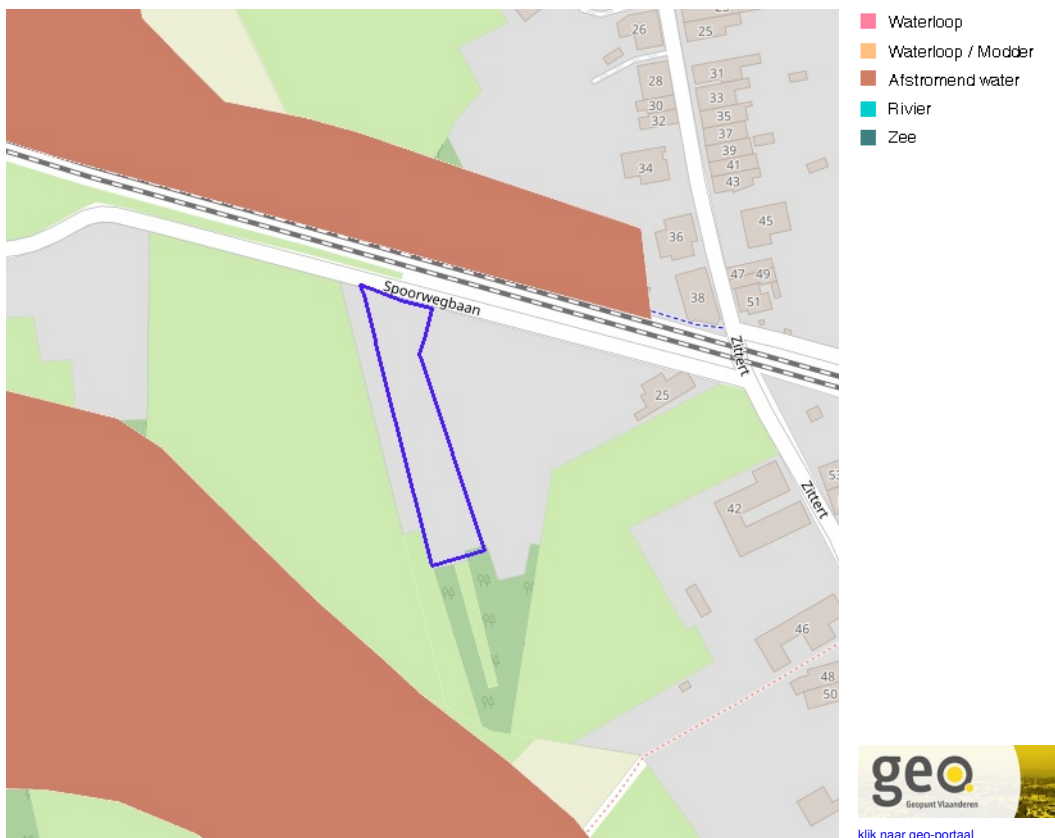 Waterloop
Waterloop / Modder
Afstromend water
Rivier
Zee
26
25
28
31
30
33
32
35
37
39
34
41
43
45
36
47
49
38
51
Spoorwegbaan
Zittert
25
42
Zittert
46
48
50
geo
Geopunt Vlaanderen
klik naar geo-portaal